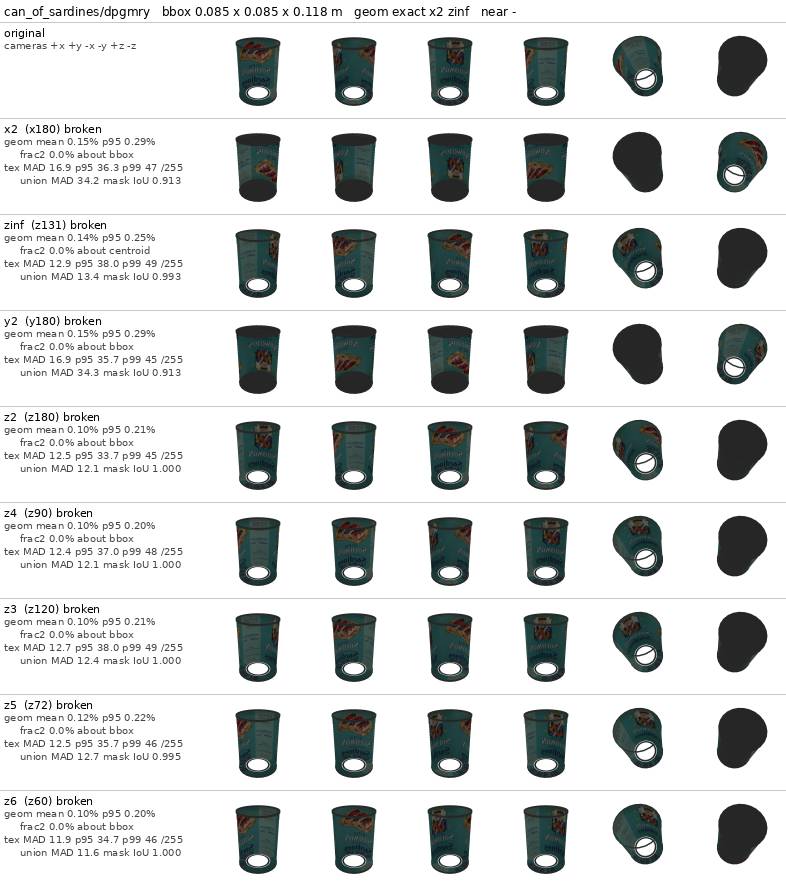 can_of_sardines/dpgmry   bbox 0.085 x 0.085 x 0.118 m   geom exact x2 zinf   near -
original
cameras +x +y -x -y +z -z
x2  (x180) broken
geom mean 0.15% p95 0.29%
frac2 0.0% about bbox
tex MAD 16.9 p95 36.3 p99 47 /255
union MAD 34.2 mask IoU 0.913
zinf  (z131) broken
geom mean 0.14% p95 0.25%
frac2 0.0% about centroid
tex MAD 12.9 p95 38.0 p99 49 /255
union MAD 13.4 mask IoU 0.993
y2  (y180) broken
geom mean 0.15% p95 0.29%
frac2 0.0% about bbox
tex MAD 16.9 p95 35.7 p99 45 /255
union MAD 34.3 mask IoU 0.913
z2  (z180) broken
geom mean 0.10% p95 0.21%
frac2 0.0% about bbox
tex MAD 12.5 p95 33.7 p99 45 /255
union MAD 12.1 mask IoU 1.000
z4  (z90) broken
geom mean 0.10% p95 0.20%
frac2 0.0% about bbox
tex MAD 12.4 p95 37.0 p99 48 /255
union MAD 12.1 mask IoU 1.000
z3  (z120) broken
geom mean 0.10% p95 0.21%
frac2 0.0% about bbox
tex MAD 12.7 p95 38.0 p99 49 /255
union MAD 12.4 mask IoU 1.000
z5  (z72) broken
geom mean 0.12% p95 0.22%
frac2 0.0% about bbox
tex MAD 12.5 p95 35.7 p99 46 /255
union MAD 12.7 mask IoU 0.995
z6  (z60) broken
geom mean 0.10% p95 0.20%
frac2 0.0% about bbox
tex MAD 11.9 p95 34.7 p99 46 /255
union MAD 11.6 mask IoU 1.000